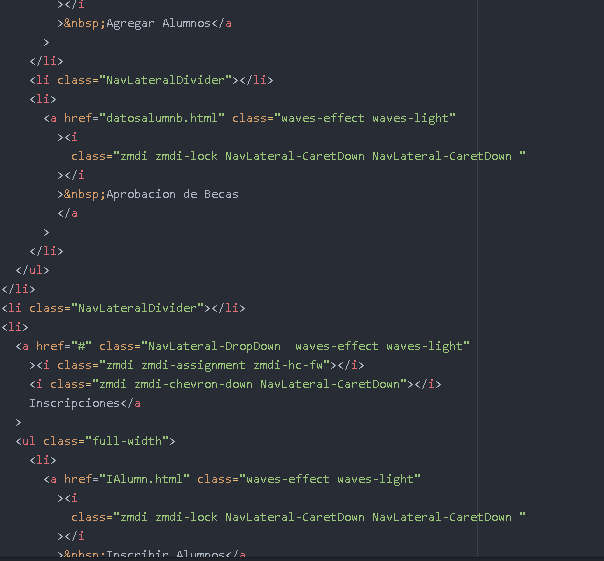 ></i
>&nbsp;Agregar Alumnos</a
>
</li>
<li class="NavLateralDivider"></li>
<li>
<a href="datosalumnb.html" class="waves-effect waves-light"
><i
class="zmdi zmdi-lock NavLateral-CaretDown NavLateral-CaretDown "
></i
>&nbsp;Aprobacion de Becas
</a
>
</li>
</ul>
</li>
<li class="NavLateralDivider"></li>
<li>
<a href="#" class="NavLateral-DropDown  waves-effect waves-light"
><i class="zmdi zmdi-assignment zmdi-hc-fw"></i>
<i class="zmdi zmdi-chevron-down NavLateral-CaretDown"></i>
Inscripciones</a
>
<ul class="full-width">
<li>
<a href="IAlumn.html" class="waves-effect waves-light"
><i
class="zmdi zmdi-lock NavLateral-CaretDown NavLateral-CaretDown "
></i
>&nbsp;Inscribir Alumnos</a